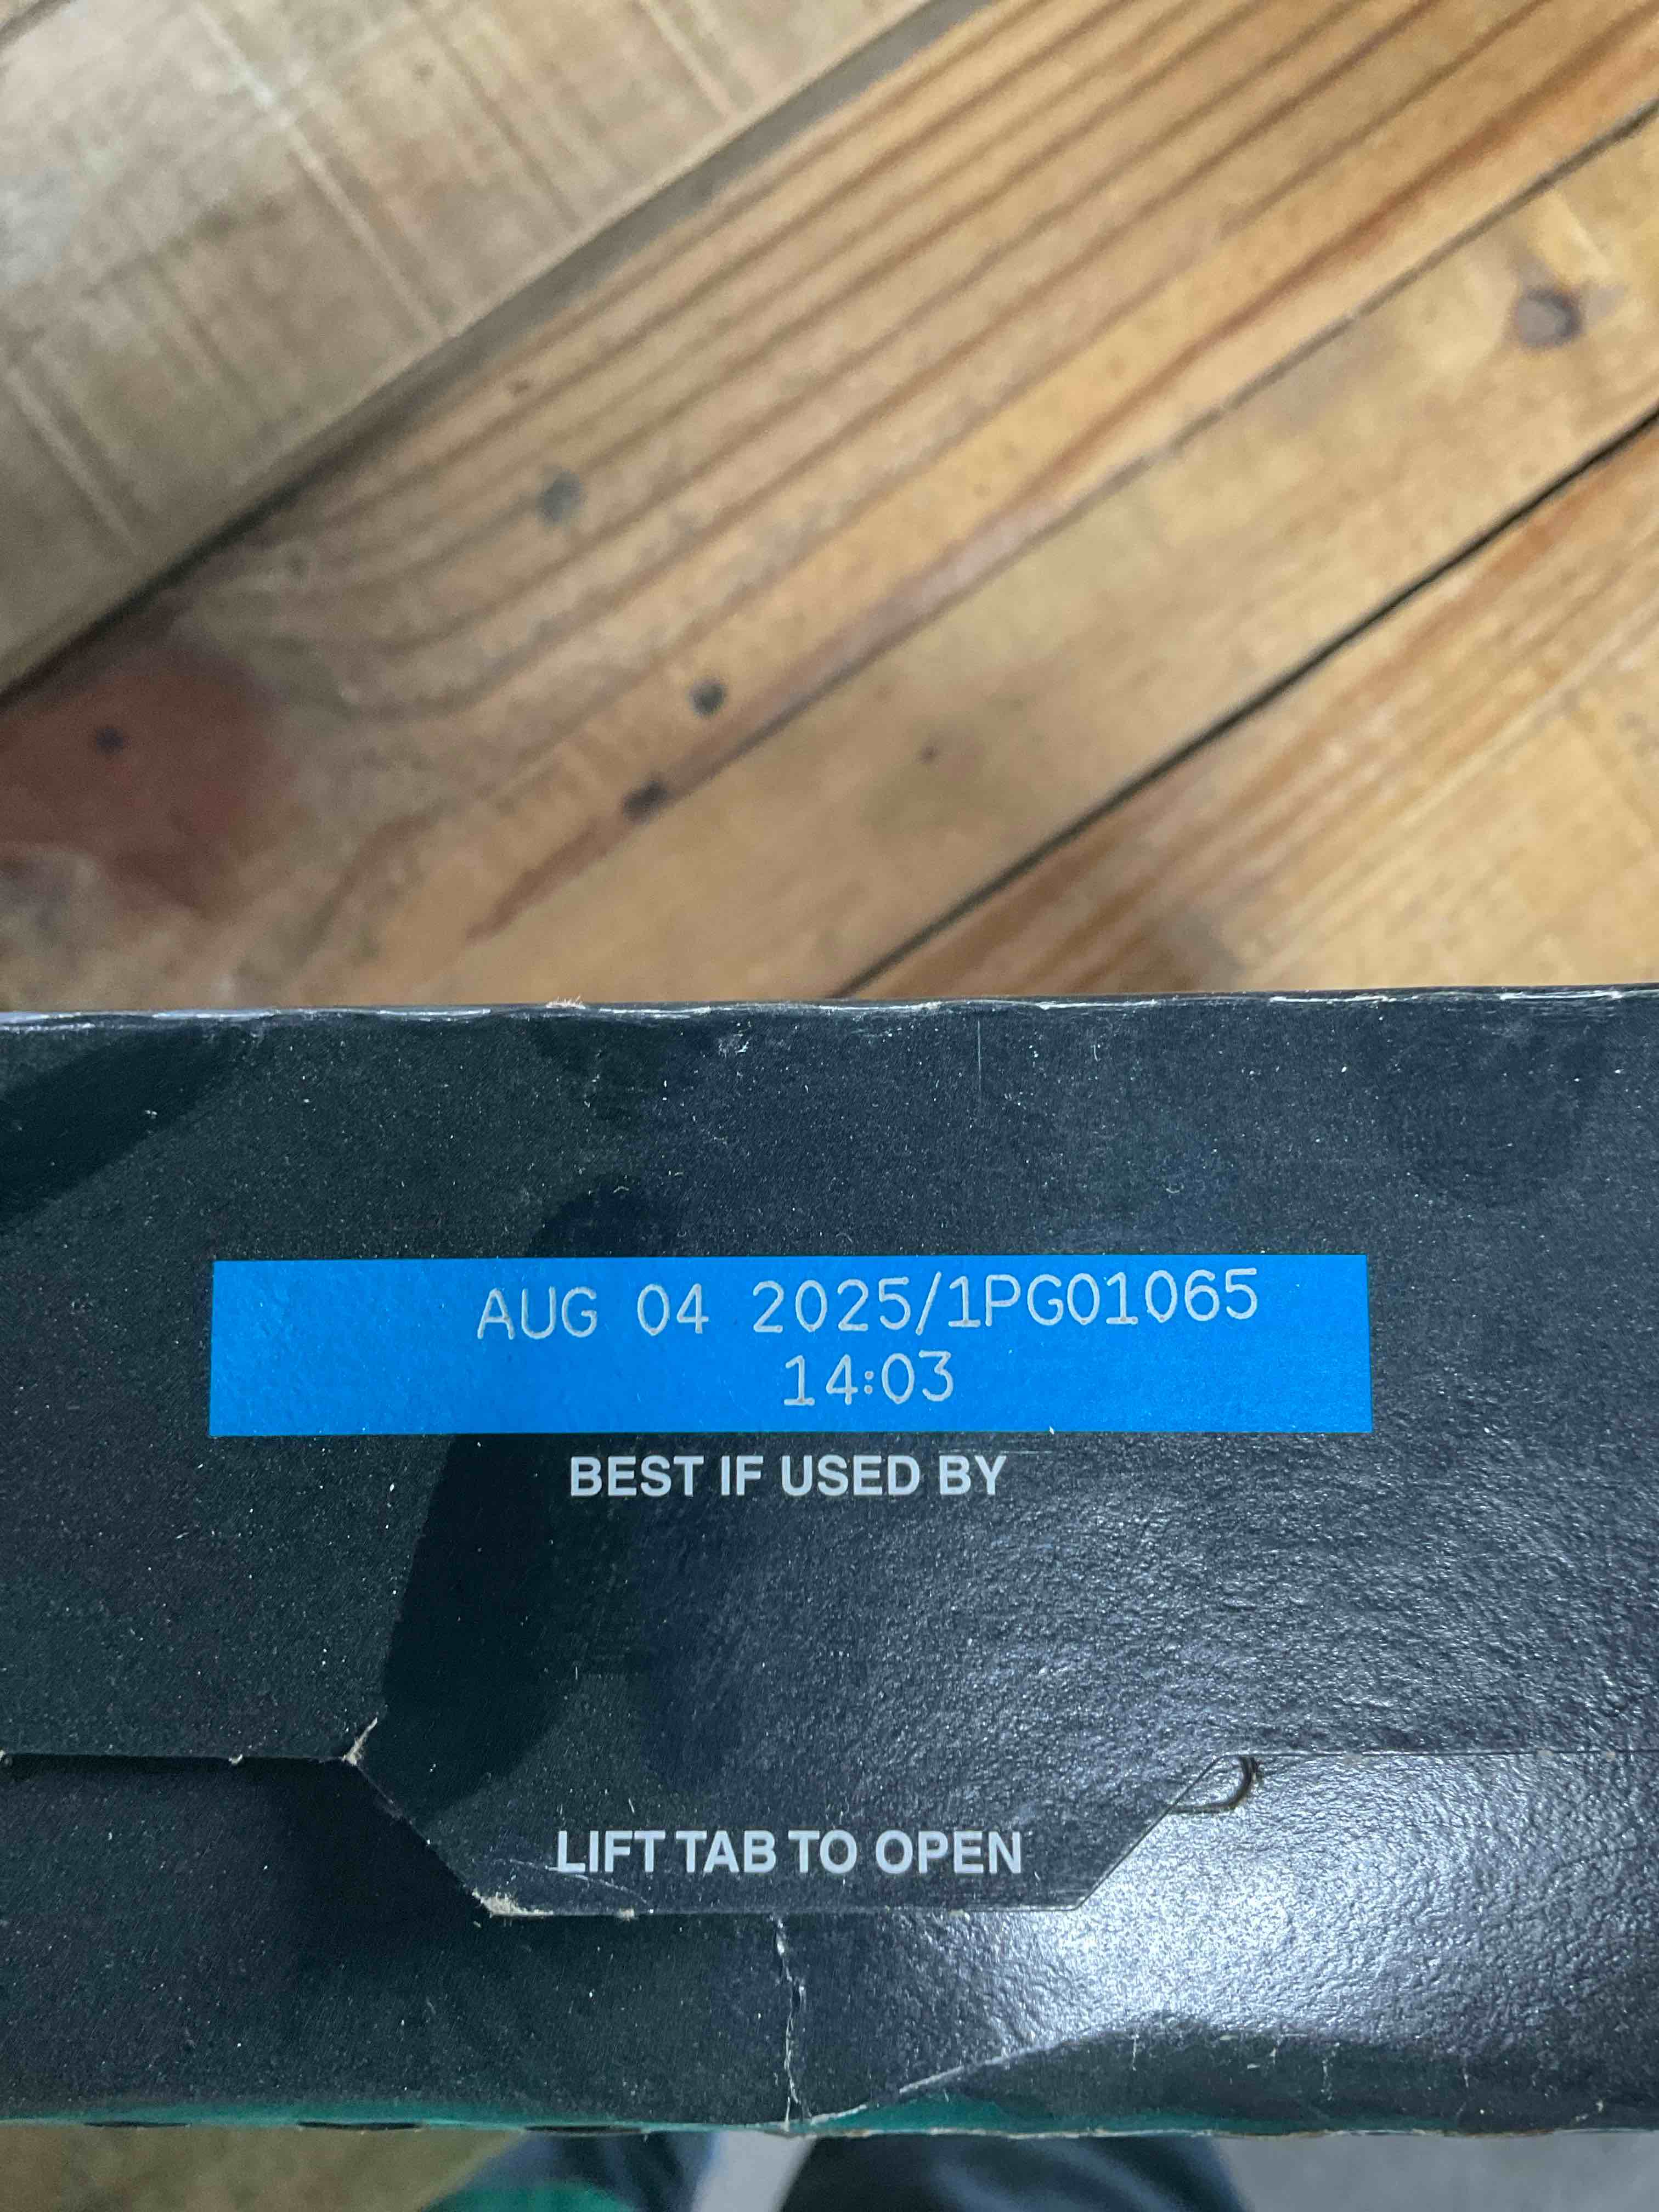 AUG 04 2025/1PG01065
14:03
BEST IF USED BY
LIFT TAB TO OPEN